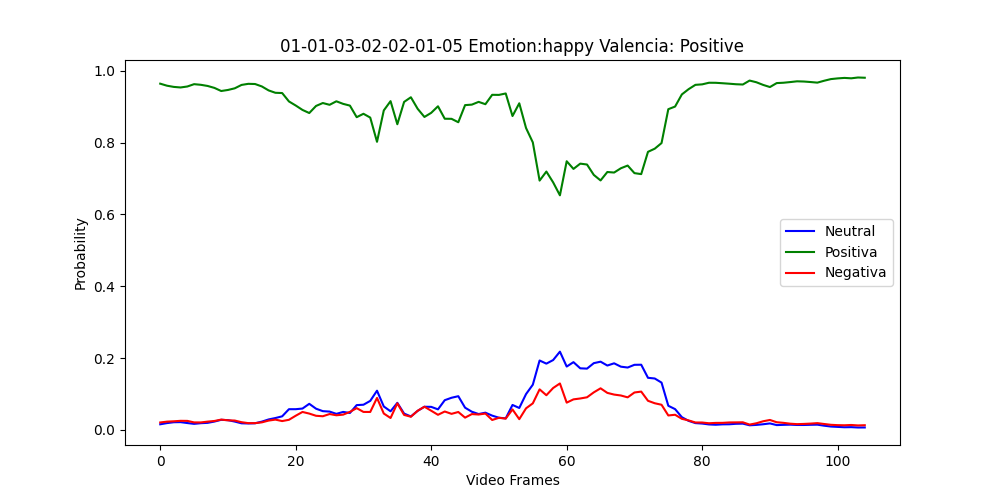 01-01-03-02-02-01-05 Emotion:happy Valencia: Positive
1.0
0.8
0.6
0.4
0.2
0.0
Probability
Neutral
Positiva
Negativa
0 20 40 60 80 100
Video Frames